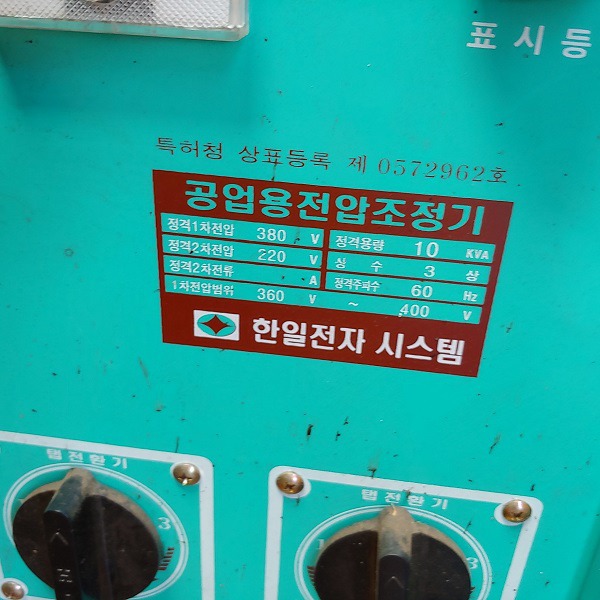 표시등
특허청 상표등록 제 0572962호
공업용전압조정기
정격1차전압 380 V 정격용량 10 KVA
정격2차전압 220 V 상 수 3 상
정격2차전류 A 정격주파수 60 Hz
1차전압범위 360 V ~ 400 V
한일전자 시스템
탭전환기 탭전환기
3 1 3